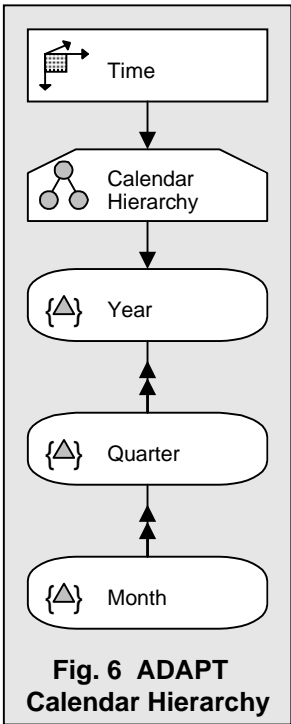 Time
Calendar
Hierarchy
{ } Year
{ } Quarter
{ } Month
Fig. 6 ADAPT
Calendar Hierarchy